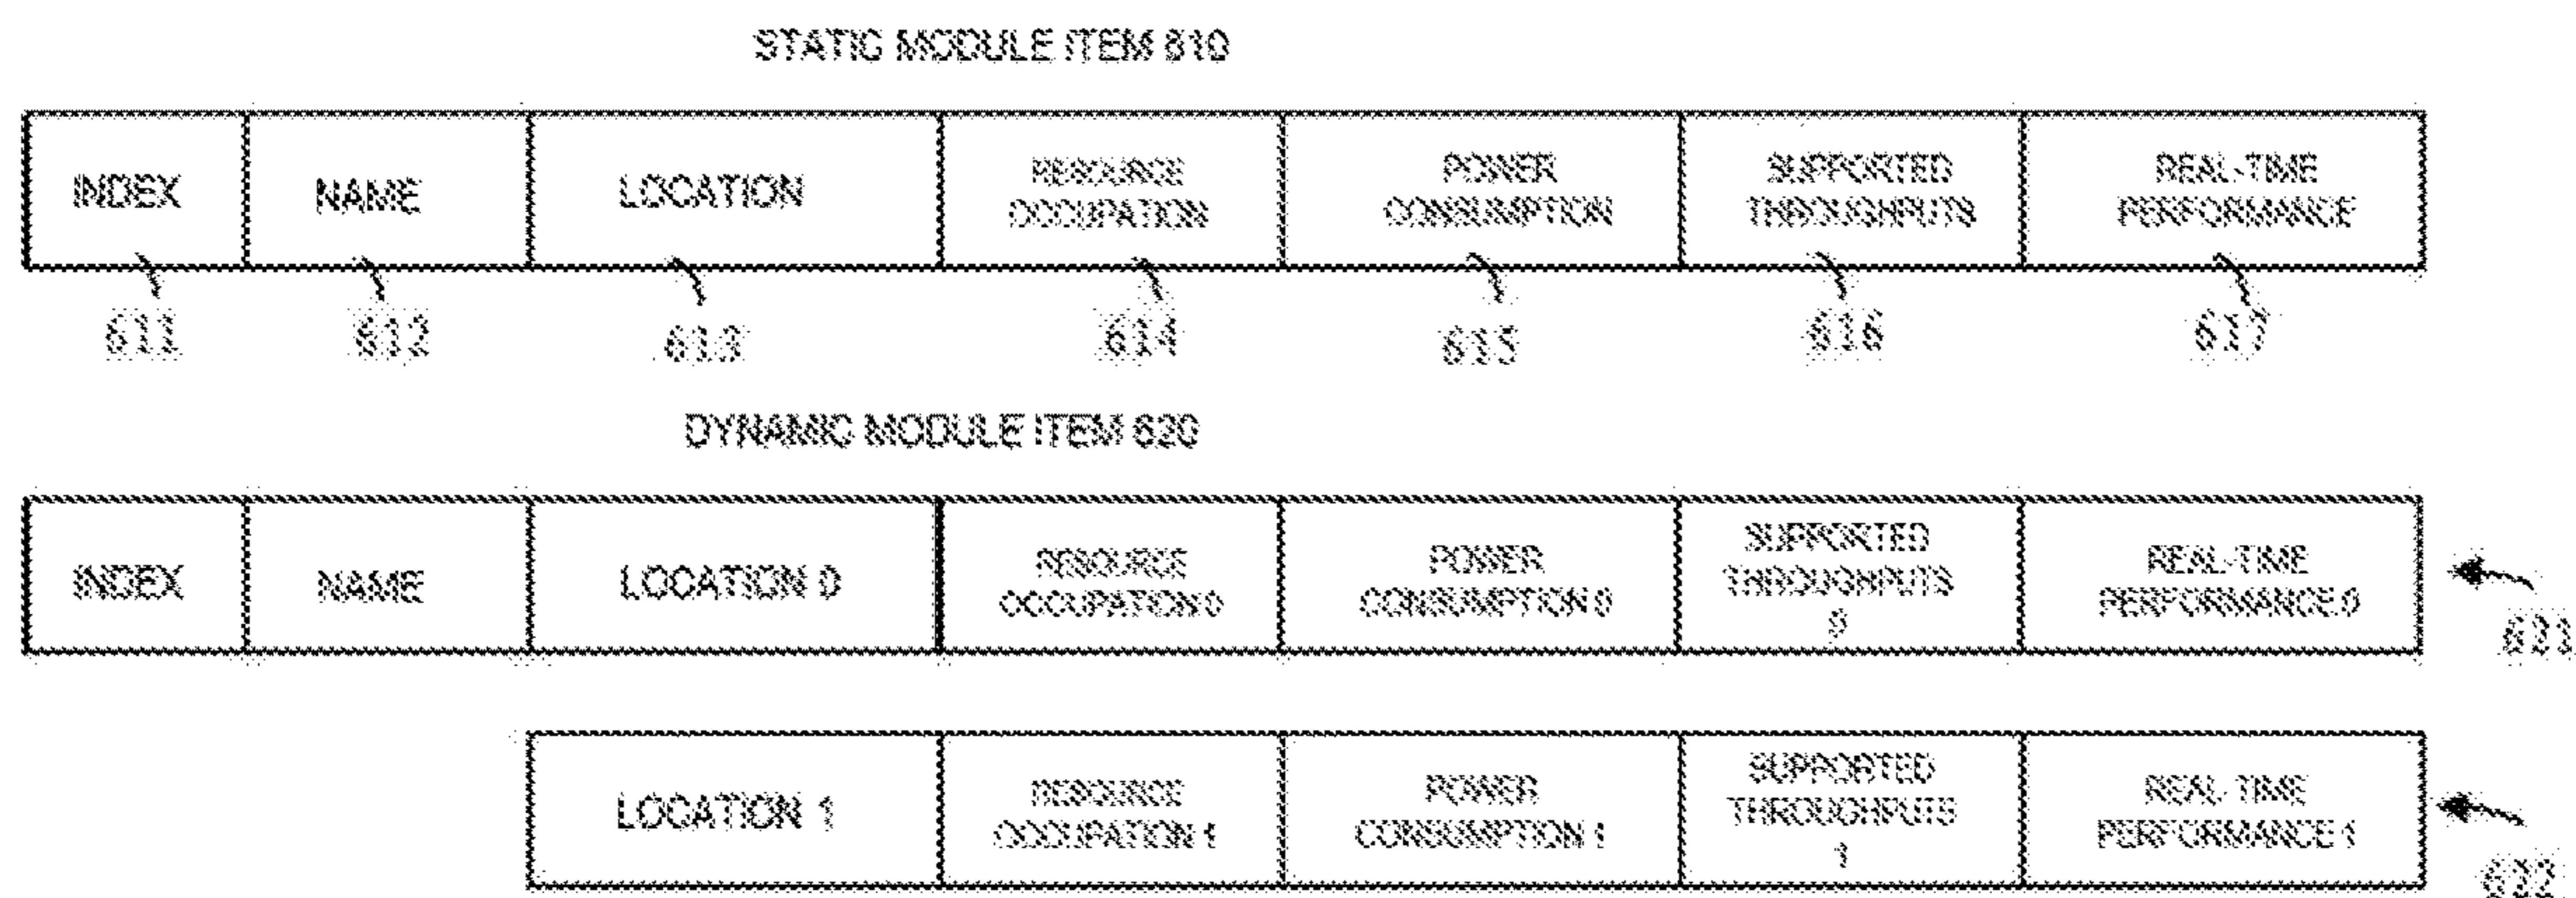 STATIC MODULE ITEM 610
INDEX
NAME
LOCATION
RESOURCE
OCCUPATION
POWER
CONSUMPTION
SUPPORTED
THROUGHPUTS
REAL-TIME
PERFORMANCE
611
612
613
614
615
616
617
DYNAMIC MODULE ITEM 620
INDEX
NAME
LOCATION 0
RESOURCE
OCCUPATION 0
POWER
CONSUMPTION 0
SUPPORTED
THROUGHPUTS
0
REAL-TIME
PERFORMANCE 0
621
LOCATION 1
RESOURCE
OCCUPATION 1
POWER
CONSUMPTION 1
SUPPORTED
THROUGHPUTS
1
REAL-TIME
PERFORMANCE 1
622